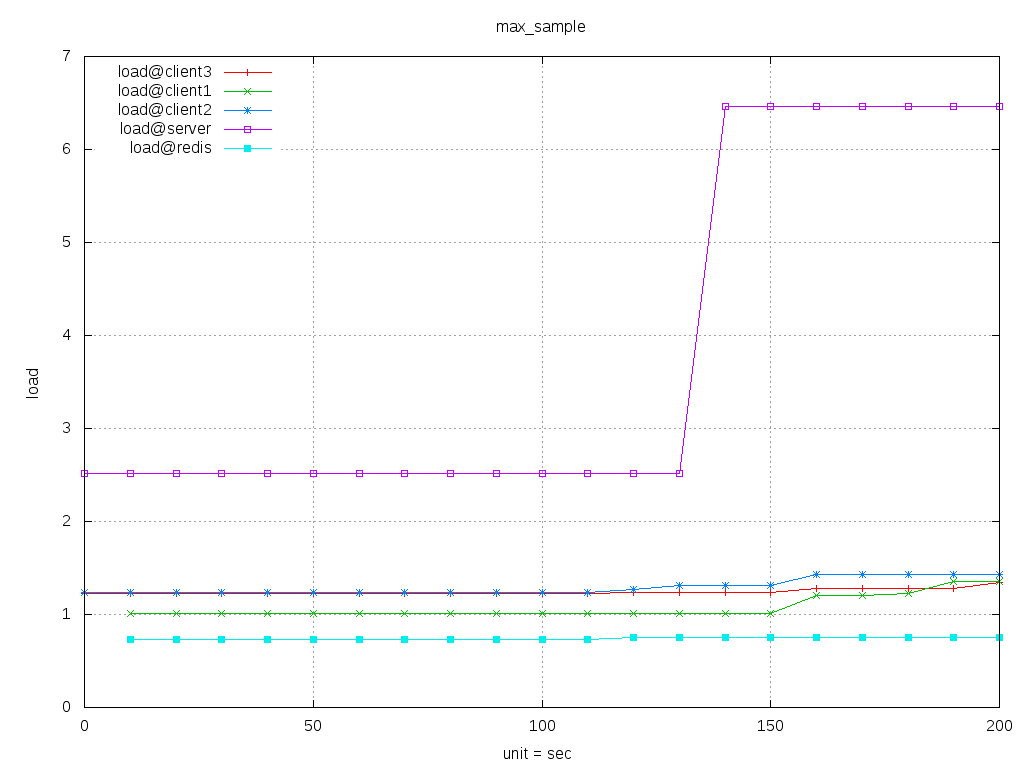 max_sample
load@client3
load@client1
load@client2
load@server
load@redis
7
6
5
4
3
2
1
0
load
0 50 100 150 200
unit = sec